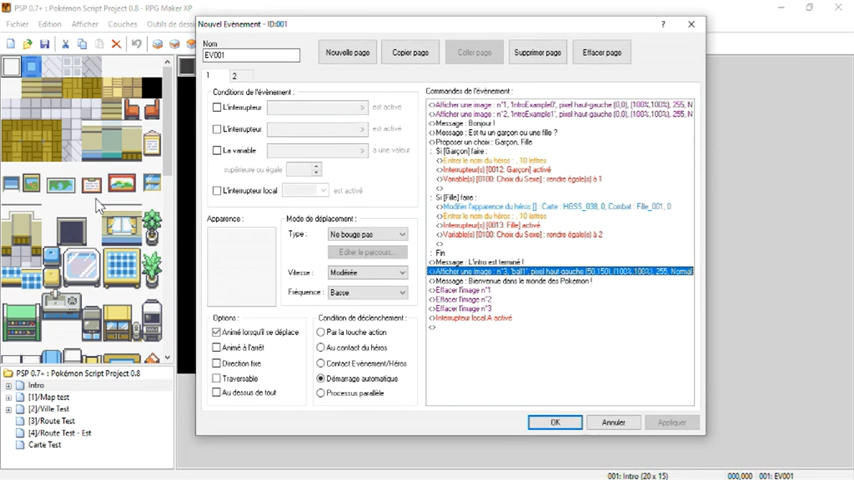 PSP 0.7+ : Pokémon Script Project 0.8 - RPG Maker XP
Fichier Edition Afficher Couches Outils de dessi
Nouvel Evènement - ID:001
Nom
EV001
Nouvelle page
Copier page
Coller page
Supprimer page
Effacer page
1 2
Conditions de l'évènement :
L'interrupteur est activé
L'interrupteur est activé
La variable a une valeur
supérieure ou égale
L'interrupteur local est activé
Apparence :
Mode de déplacement :
Type : Ne bouge pas
Editer le parcours...
Vitesse : Modérée
Fréquence : Basse
Options :
Animé lorsqu'il se déplace
Animé à l'arrêt
Direction fixe
Traversable
Au dessus de tout
Condition de déclenchement :
Par la touche action
Au contact du héros
Contact Evènement/Héros
Démarrage automatique
Processus parallèle
Commandes de l'évènement :
<>Afficher une image : n°1, 'IntroExample0', pixel haut-gauche (0,0), (100%,100%), 255, N
<>Afficher une image : n°2, 'IntroExample1', pixel haut-gauche (0,0), (100%,100%), 255, N
<>Message : Bonjour !
<>Message : Est tu un garçon ou une fille ?
<>Proposer un choix : Garçon, Fille
: Si [Garçon] faire :
<>Entrer le nom du héros : , 10 lettres
<>Interrupteur(s) [0012: Garçon] activé
<>Variable(s) [0100: Choix du Sexe] : rendre égale(s) à 1
<>
: Si [Fille] faire :
<>Modifier l'apparence du héros [] : Carte : HGSS_038, 0, Combat : Fille_001, 0
<>Entrer le nom du héros : , 10 lettres
<>Interrupteur(s) [0013: Fille] activé
<>Variable(s) [0100: Choix du Sexe] : rendre égale(s) à 2
<>
: Fin
<>Message : L'intro est terminé !
<>Afficher une image : n°3, 'ball1', pixel haut-gauche (50,150), (100%,100%), 255, Normal
<>Message : Bienvenue dans le monde des Pokemon !
<>Effacer l'image n°1
<>Effacer l'image n°2
<>Effacer l'image n°3
<>Interrupteur local A activé
<>
OK
Annuler
Appliquer
PSP 0.7+ : Pokémon Script Project 0.8
Intro
[1]/Map test
[2]/Ville Test
[3]/Route Test
[4]/Route Test - Est
Carte Test
001: Intro (20 x 15) 000,000 001: EV001